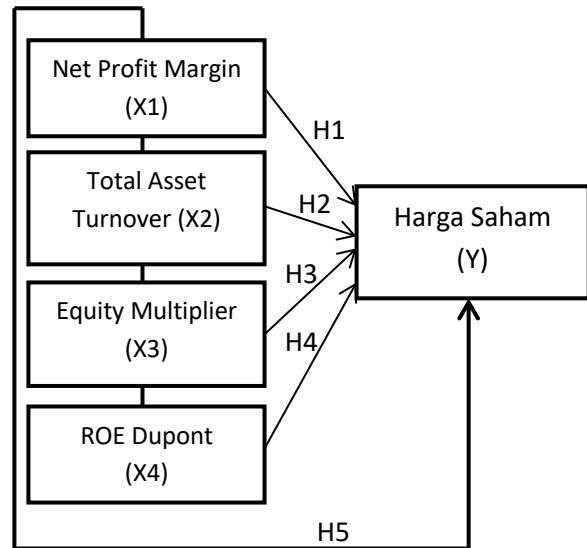 Net Profit Margin
(X1)
H1
Total Asset
Turnover (X2)
H2
Harga Saham
(Y)
Equity Multiplier
(X3)
H3
H4
ROE Dupont
(X4)
H5